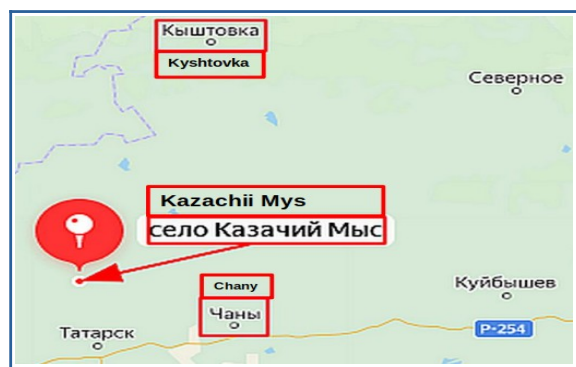 Кыштовка
Kyshtovka
Северное
Kazachii Mys
село Казачий Мыс
Chany
Куйбышев
Чаны
Р-254
Татарск